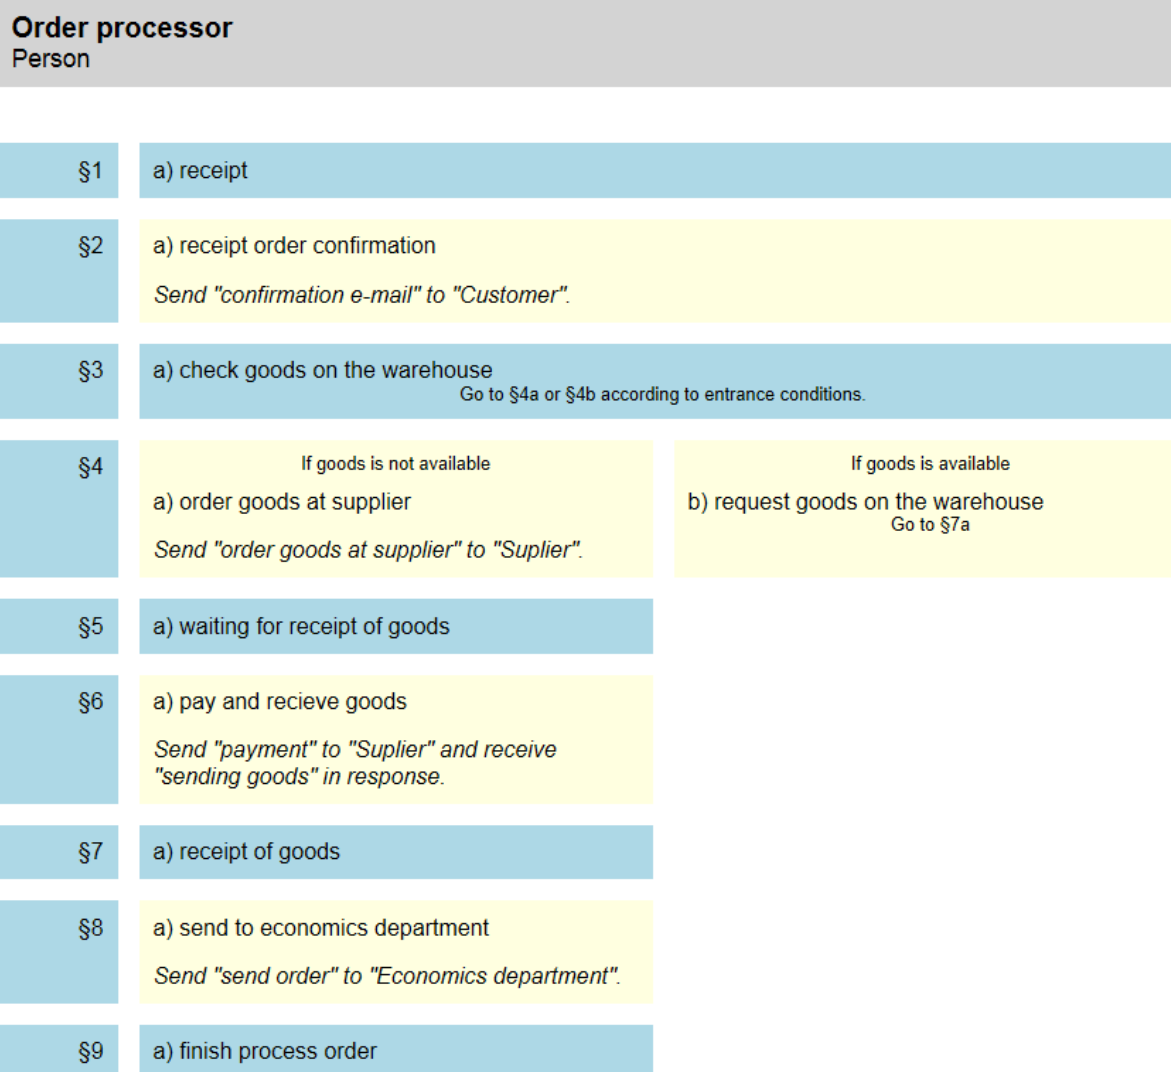 Order processor
Person
§1
a) receipt
§2
a) receipt order confirmation
Send "confirmation e-mail" to "Customer".
§3
a) check goods on the warehouse
Go to §4a or §4b according to entrance conditions.
§4
If goods is not available
a) order goods at supplier
Send "order goods at supplier" to "Suplier".
If goods is available
b) request goods on the warehouse
Go to §7a
§5
a) waiting for receipt of goods
§6
a) pay and recieve goods
Send "payment" to "Suplier" and receive
"sending goods" in response.
§7
a) receipt of goods
§8
a) send to economics department
Send "send order" to "Economics department".
§9
a) finish process order